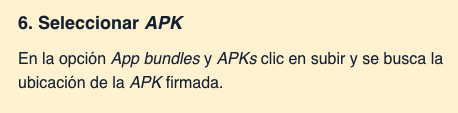 6. Seleccionar APK
En la opción App bundles y APKs clic en subir y se busca la
ubicación de la APK firmada.